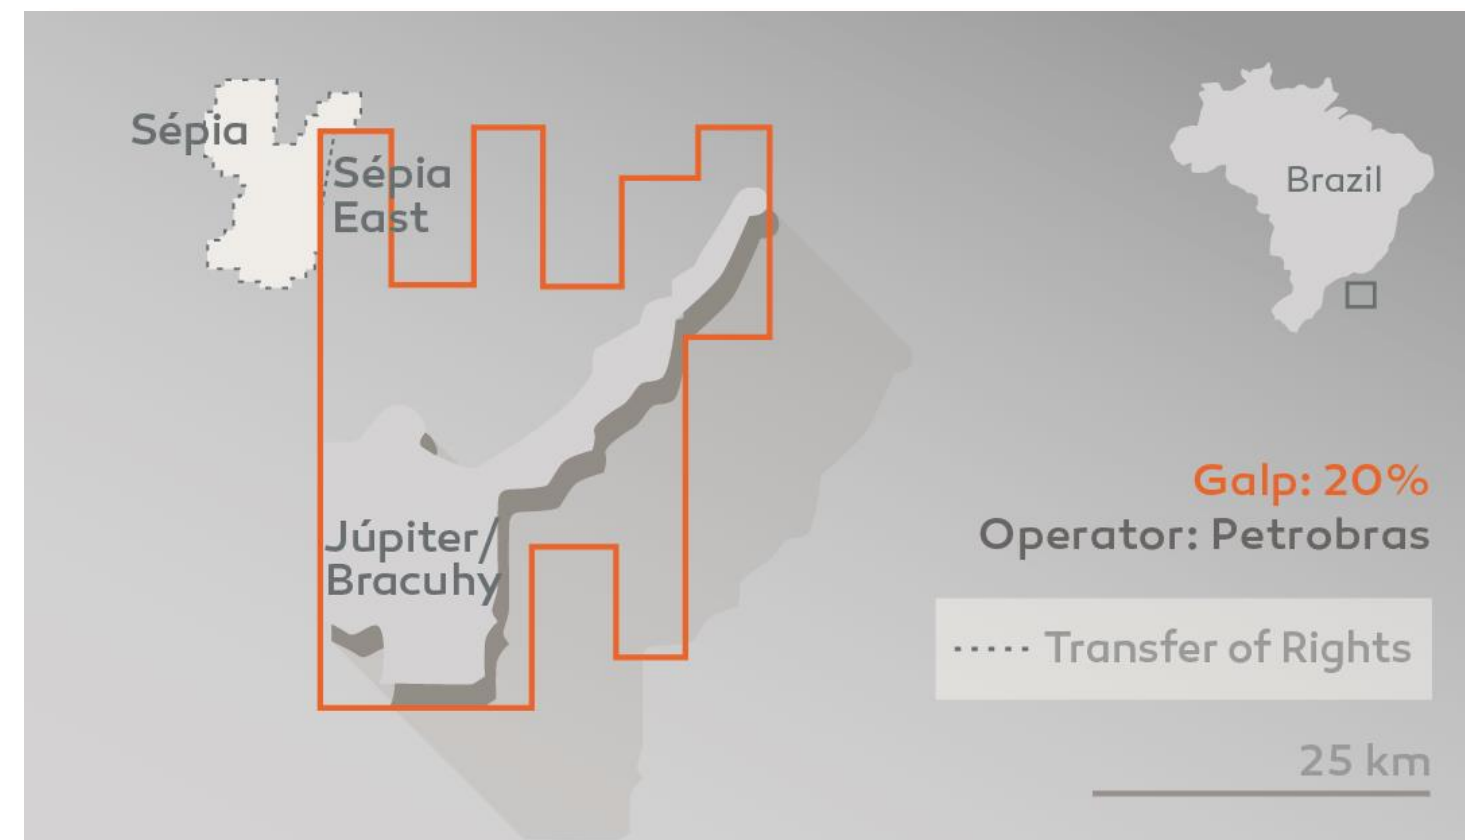 Sépia
Sépia
East
Brazil
Júpiter/
Bracuhy
Galp: 20%
Operator: Petrobras
Transfer of Rights
25 km